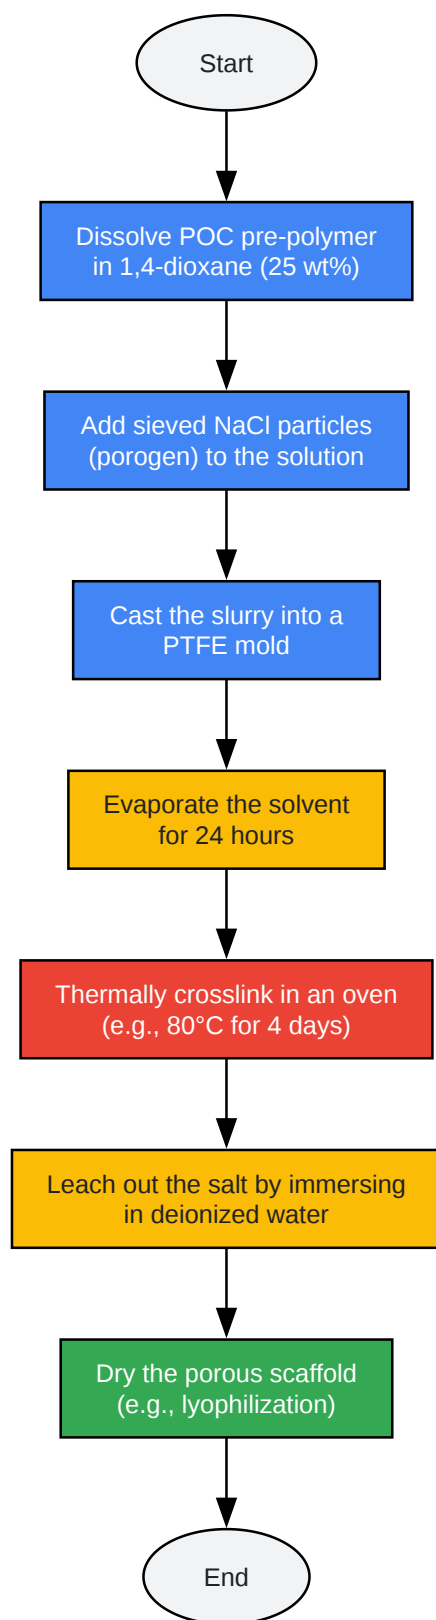 Start
Dissolve POC pre-polymer
in 1,4-dioxane (25 wt%)
Add sieved NaCl particles
(porogen) to the solution
Cast the slurry into a
PTFE mold
Evaporate the solvent
for 24 hours
Thermally crosslink in an oven
(e.g., 80°C for 4 days)
Leach out the salt by immersing
in deionized water
Dry the porous scaffold
(e.g., lyophilization)
End